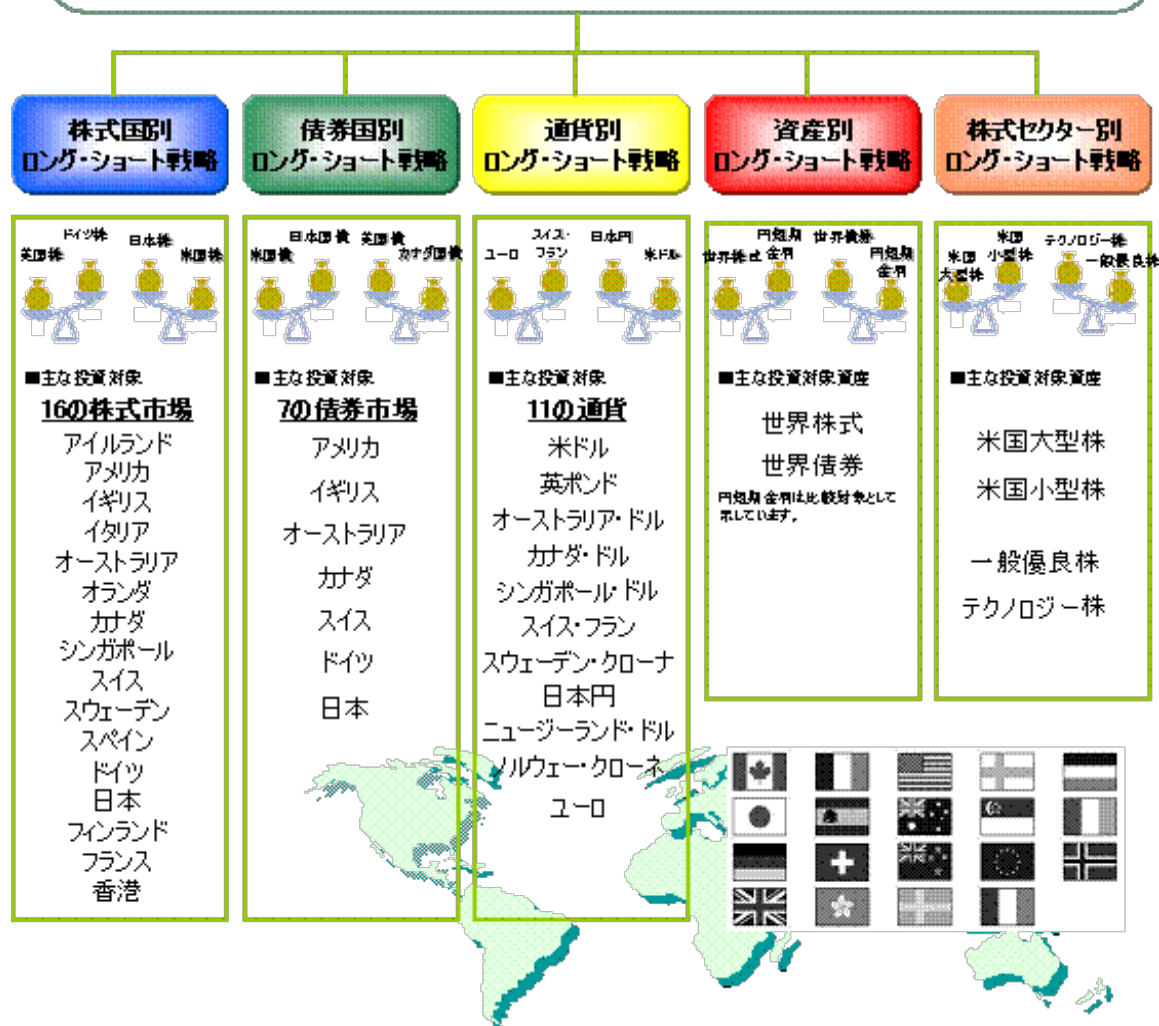 株式国別
ロング・ショート戦略
債券国別
ロング・ショート戦略
通貨別
ロング・ショート戦略
資産別
ロング・ショート戦略
株式セクター別
ロング・ショート戦略
英国株
ドイツ株
日本株
米国株
米国債
日本国債
英国債
カナダ国債
ユーロ
スイス・
フラン
日本円
米ドル
世界株式
円短期
金利
世界債券
円短期
金利
米国
大型株
米国
小型株
テクノロジー株
一般優良株
■主な投資対象
16の株式市場
アイルランド
アメリカ
イギリス
イタリア
オーストラリア
オランダ
カナダ
シンガポール
スイス
スウェーデン
スペイン
ドイツ
日本
フィンランド
フランス
香港
■主な投資対象
7の債券市場
アメリカ
イギリス
オーストラリア
カナダ
スイス
ドイツ
日本
■主な投資対象
11の通貨
米ドル
英ポンド
オーストラリア・ドル
カナダ・ドル
シンガポール・ドル
スイス・フラン
スウェーデン・クローナ
日本円
ニュージーランド・ドル
ノルウェー・クローネ
ユーロ
■主な投資対象資産
世界株式
世界債券
円短期金利は比較対象として
示しています。
■主な投資対象資産
米国大型株
米国小型株
一般優良株
テクノロジー株